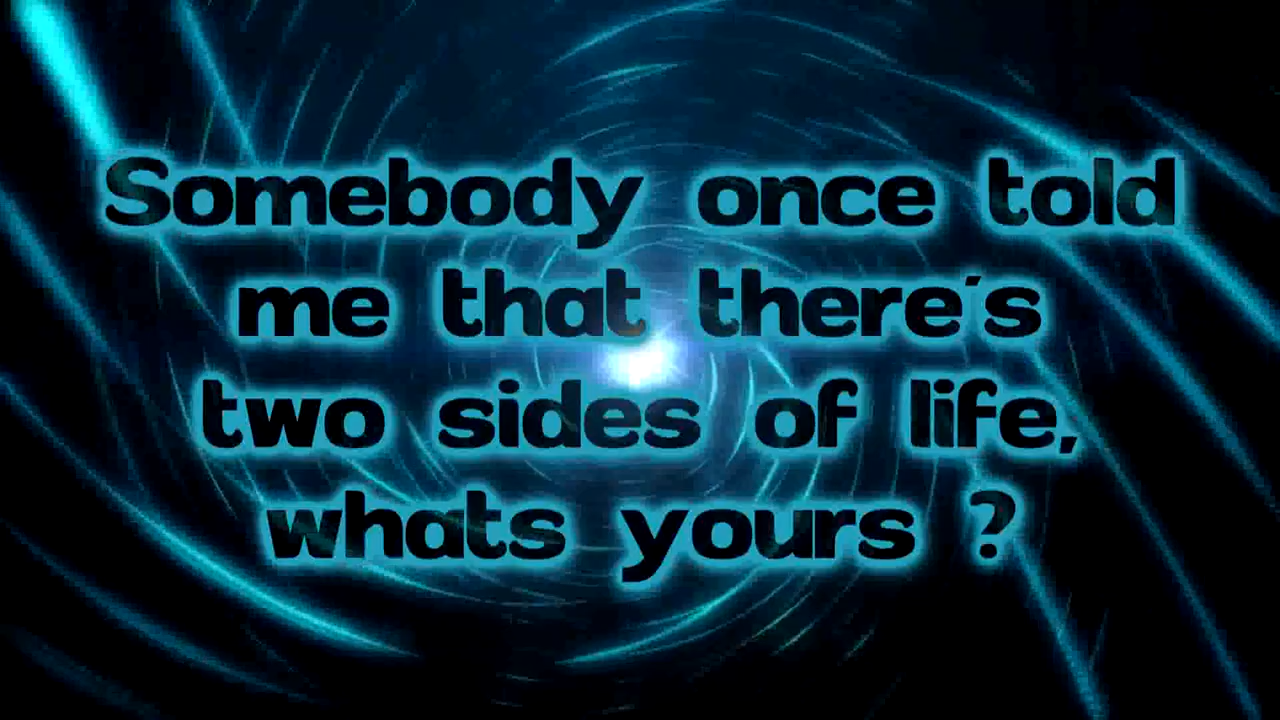 Somebody once told
me that there's
two sides of life,
whats yours ?